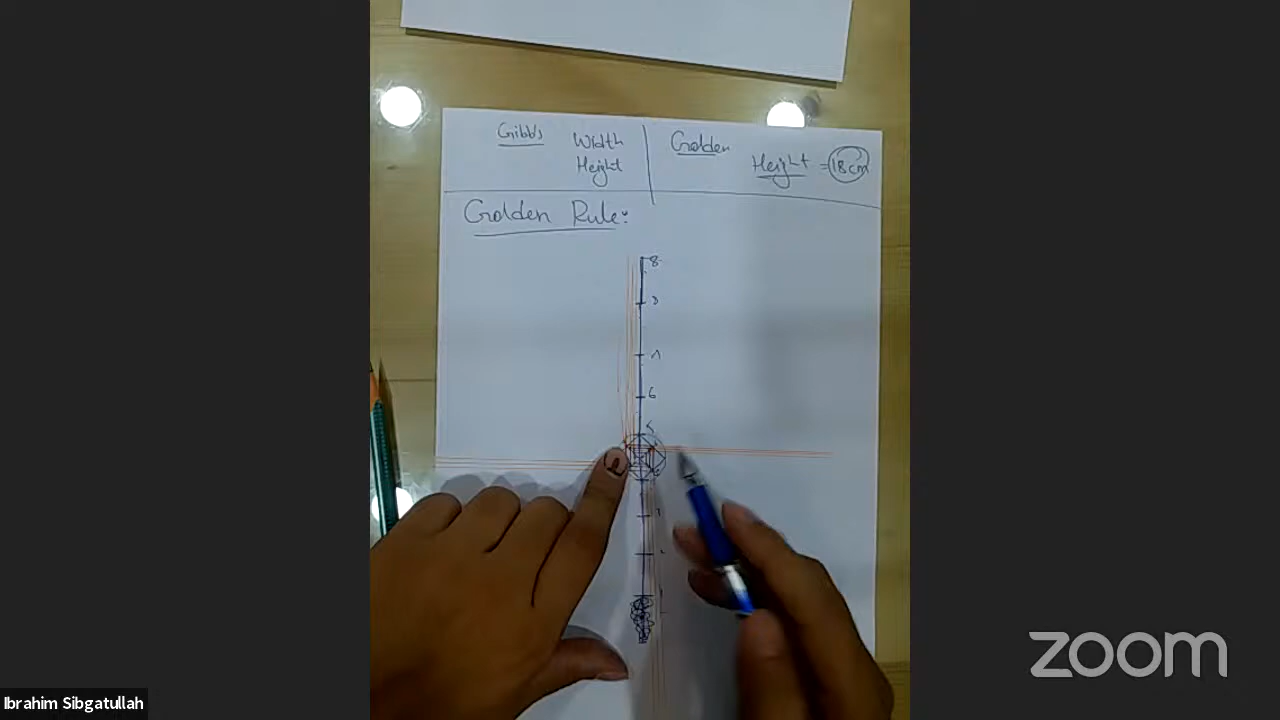 Gibbs
Width
Height
Golden
Height = 18cm
Golden Rule:
8
6
ZOOM
Ibrahim Sibgatullah